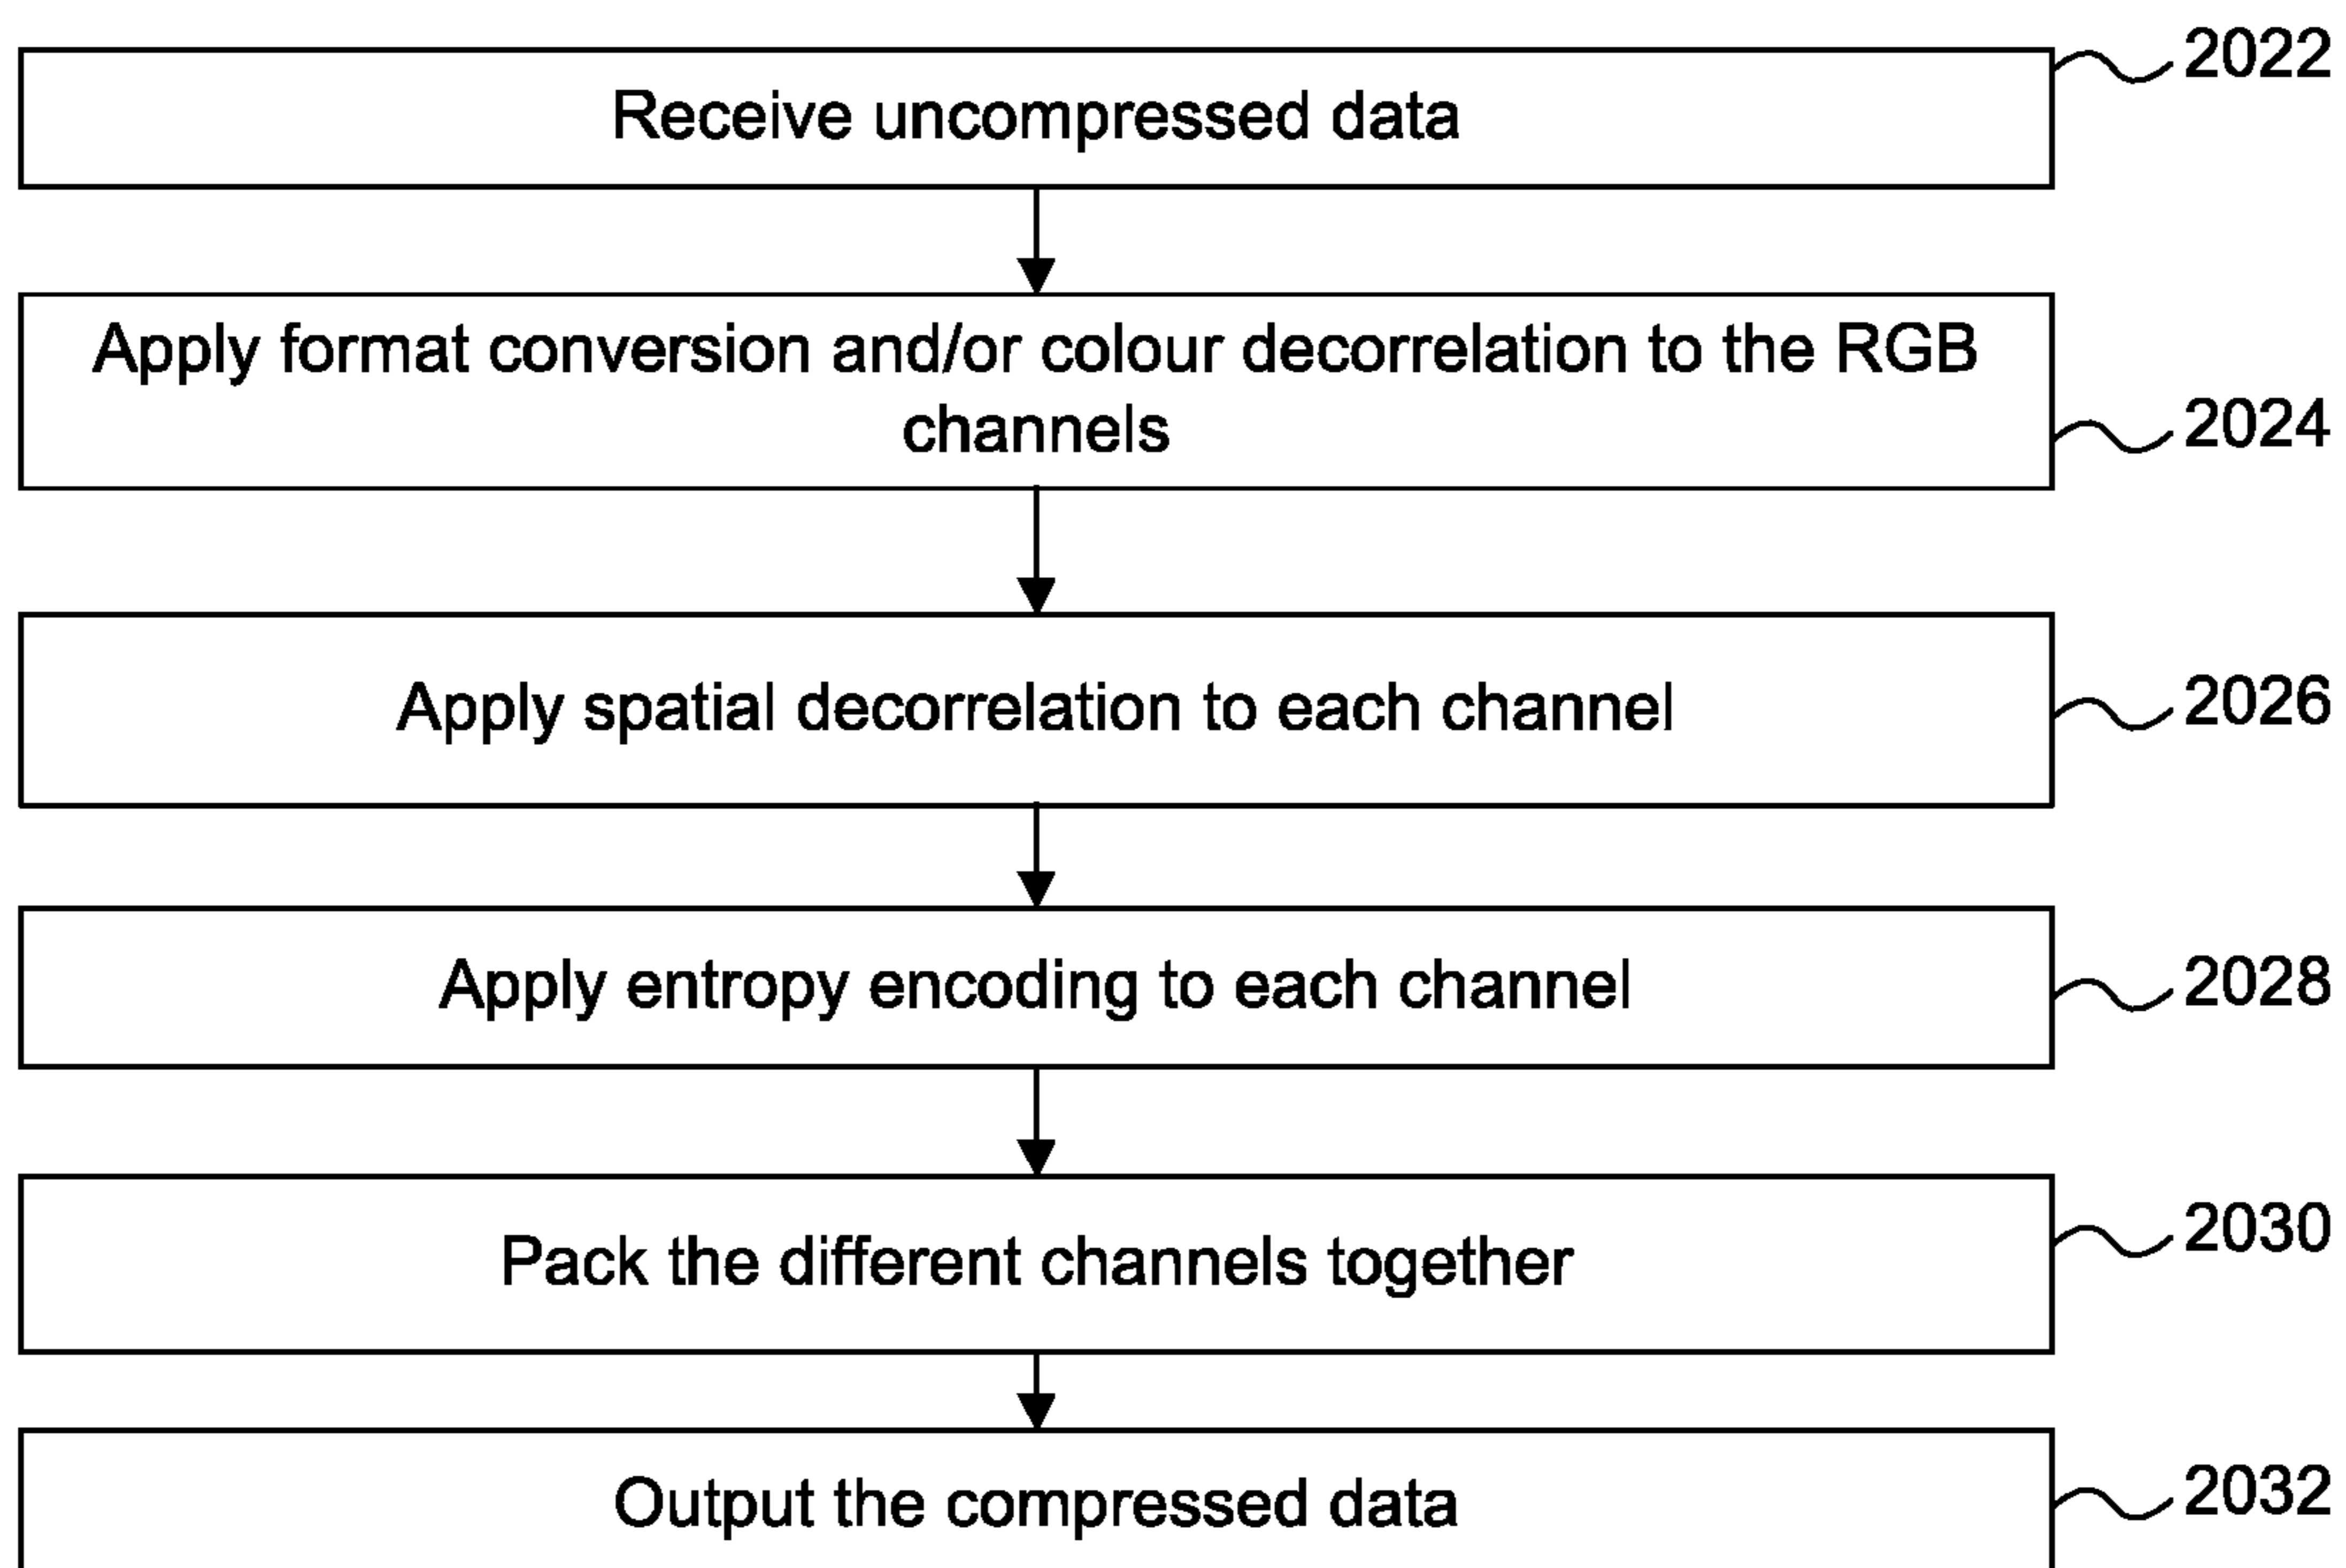 Receive uncompressed data
2022
Apply format conversion and/or colour decorrelation to the RGB
channels
2024
Apply spatial decorrelation to each channel
2026
Apply entropy encoding to each channel
2028
Pack the different channels together
2030
Output the compressed data
2032